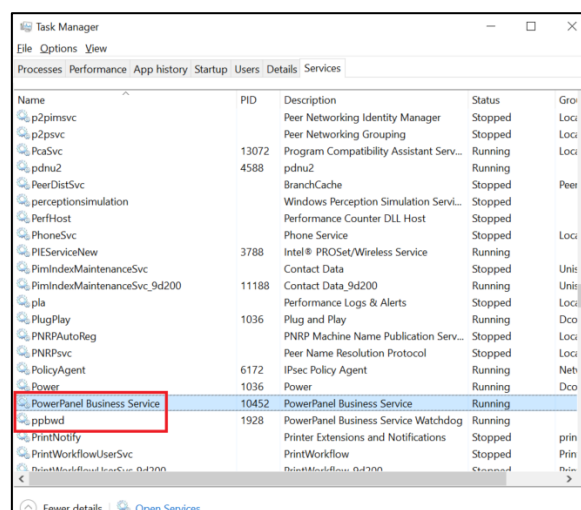 Task Manager
File Options View
Processes Performance App history Startup Users Details Services
Name PID Description Status Gro
p2pimsvc Peer Networking Identity Manager Stopped Loca
p2psvc Peer Networking Grouping Stopped Loca
PcaSvc 13072 Program Compatibility Assistant Serv... Running Loca
pdnu2 4588 pdnu2 Running
PeerDistSvc BranchCache Stopped Peer
perceptionsimulation Windows Perception Simulation Servi... Stopped
PerfHost Performance Counter DLL Host Stopped
PhoneSvc Phone Service Stopped Loca
PIEServiceNew 3788 Intel® PROSet/Wireless Service Running
PimIndexMaintenanceSvc Contact Data Stopped Unis
PimIndexMaintenanceSvc_9d200 11188 Contact Data_9d200 Running Unis
pla Performance Logs & Alerts Stopped Loca
PlugPlay 1036 Plug and Play Running Dco
PNRPAutoReg PNRP Machine Name Publication Serv... Stopped Loca
PNRPsvc Peer Name Resolution Protocol Stopped Loca
PolicyAgent 6172 IPsec Policy Agent Running Netv
Power 1036 Power Running Dco
PowerPanel Business Service 10452 PowerPanel Business Service Running
ppbwd 1928 PowerPanel Business Service Watchdog Running
PrintNotify Printer Extensions and Notifications Stopped prin
PrintWorkflowUserSvc PrintWorkflow Stopped Prin
PrintWorkflowUserSvc_9d200 PrintWorkflow_9d200 Stopped Prin
Fewer details Open Services